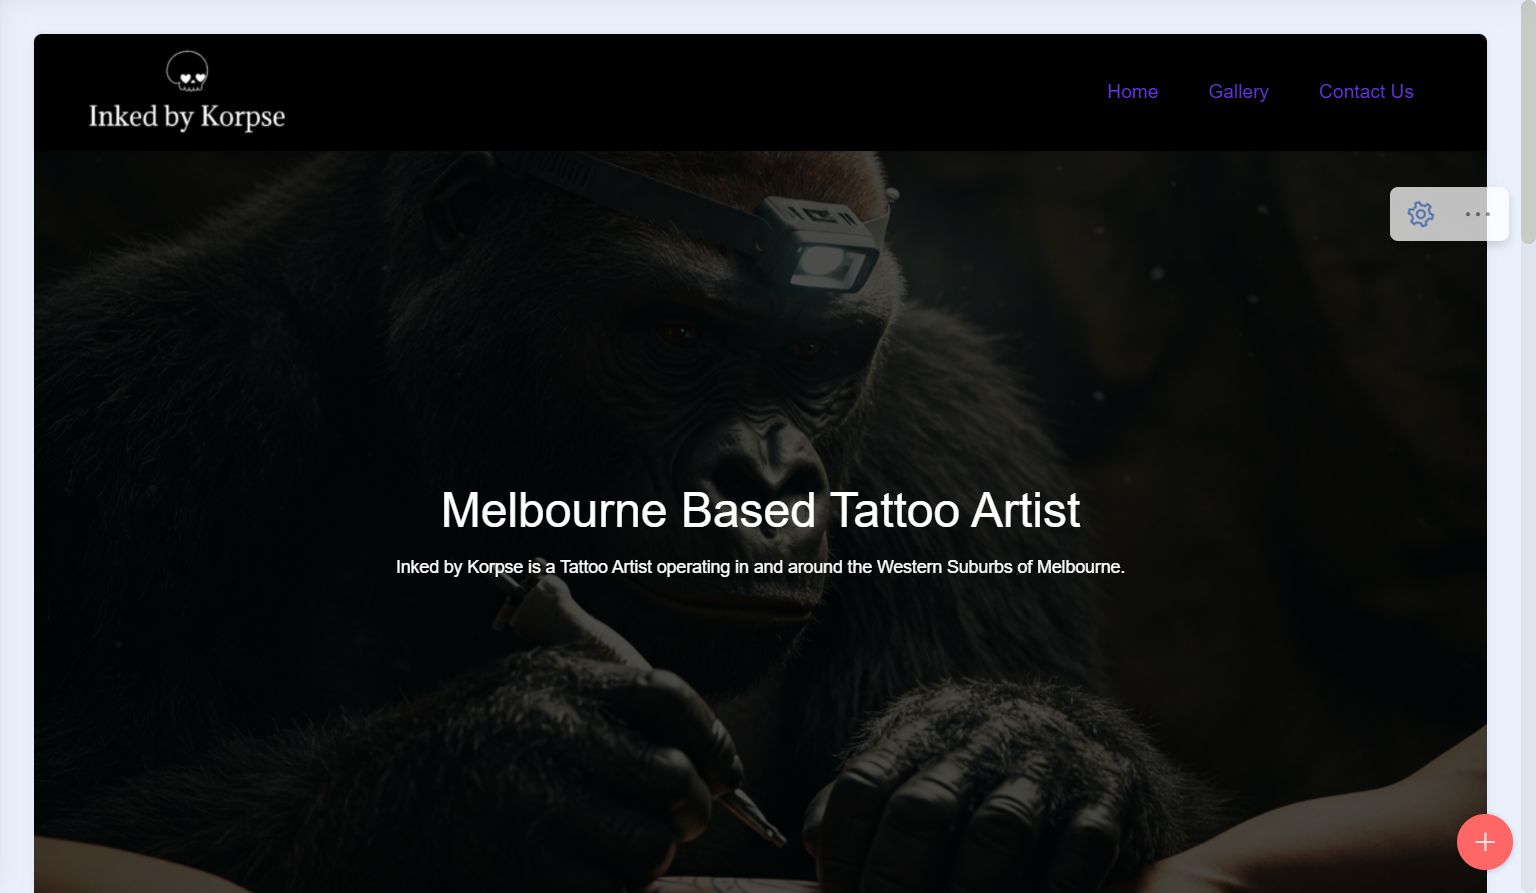 Inked by Korpse
Home Gallery Contact Us
Melbourne Based Tattoo Artist
Inked by Korpse is a Tattoo Artist operating in and around the Western Suburbs of Melbourne.